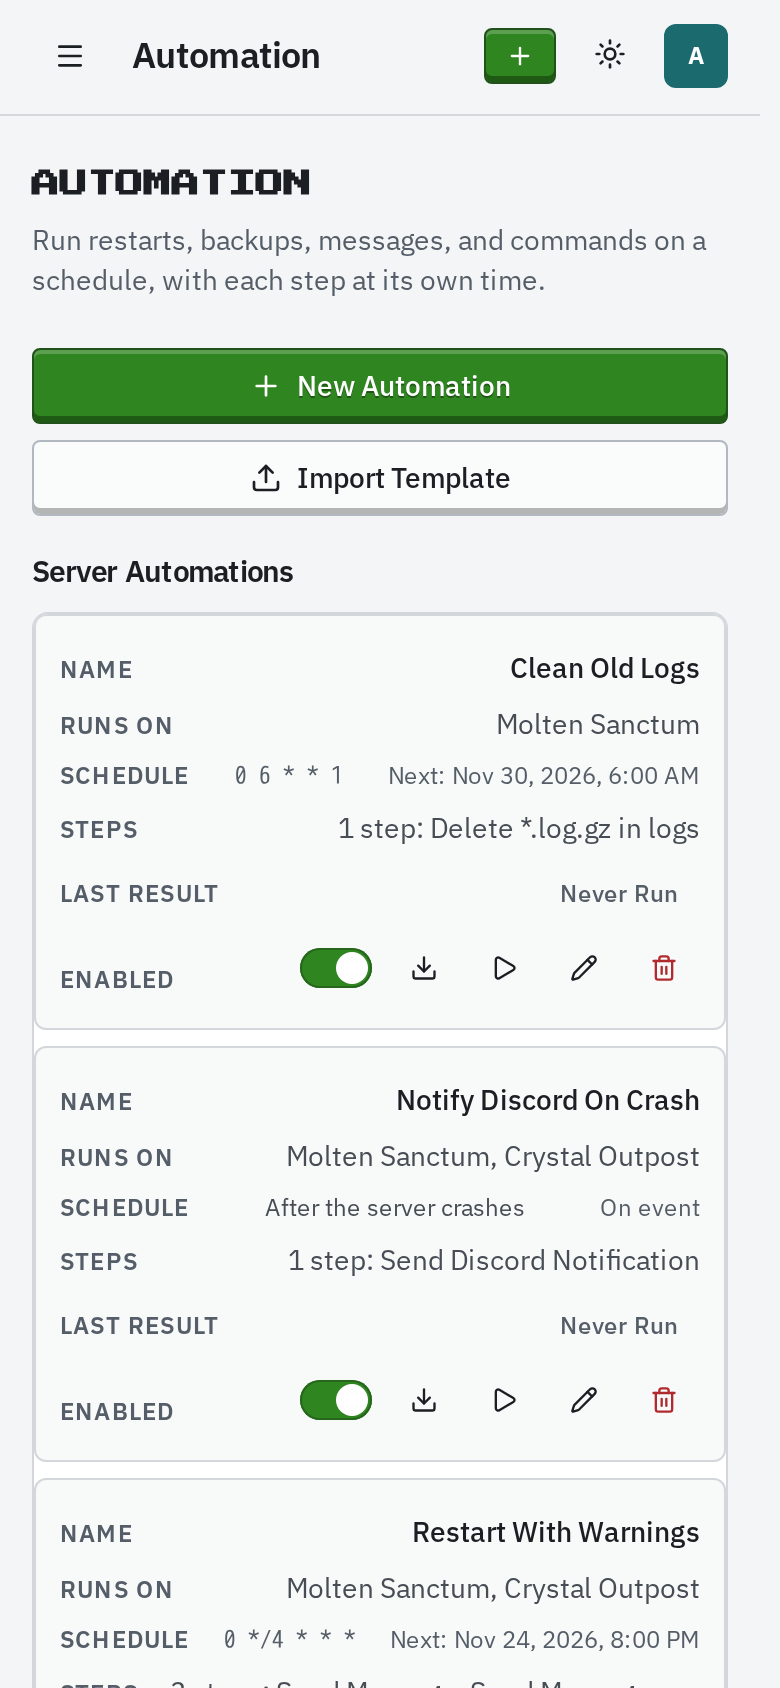 Automation
A
AUTOMATION
Run restarts, backups, messages, and commands on a
schedule, with each step at its own time.
New Automation
Import Template
Server Automations
NAME Clean Old Logs
RUNS ON Molten Sanctum
SCHEDULE 0 6 * * 1 Next: Nov 30, 2026, 6:00 AM
STEPS 1 step: Delete *.log.gz in logs
LAST RESULT Never Run
ENABLED
NAME Notify Discord On Crash
RUNS ON Molten Sanctum, Crystal Outpost
SCHEDULE After the server crashes On event
STEPS 1 step: Send Discord Notification
LAST RESULT Never Run
ENABLED
NAME Restart With Warnings
RUNS ON Molten Sanctum, Crystal Outpost
SCHEDULE 0 */4 * * * Next: Nov 24, 2026, 8:00 PM
STEPS